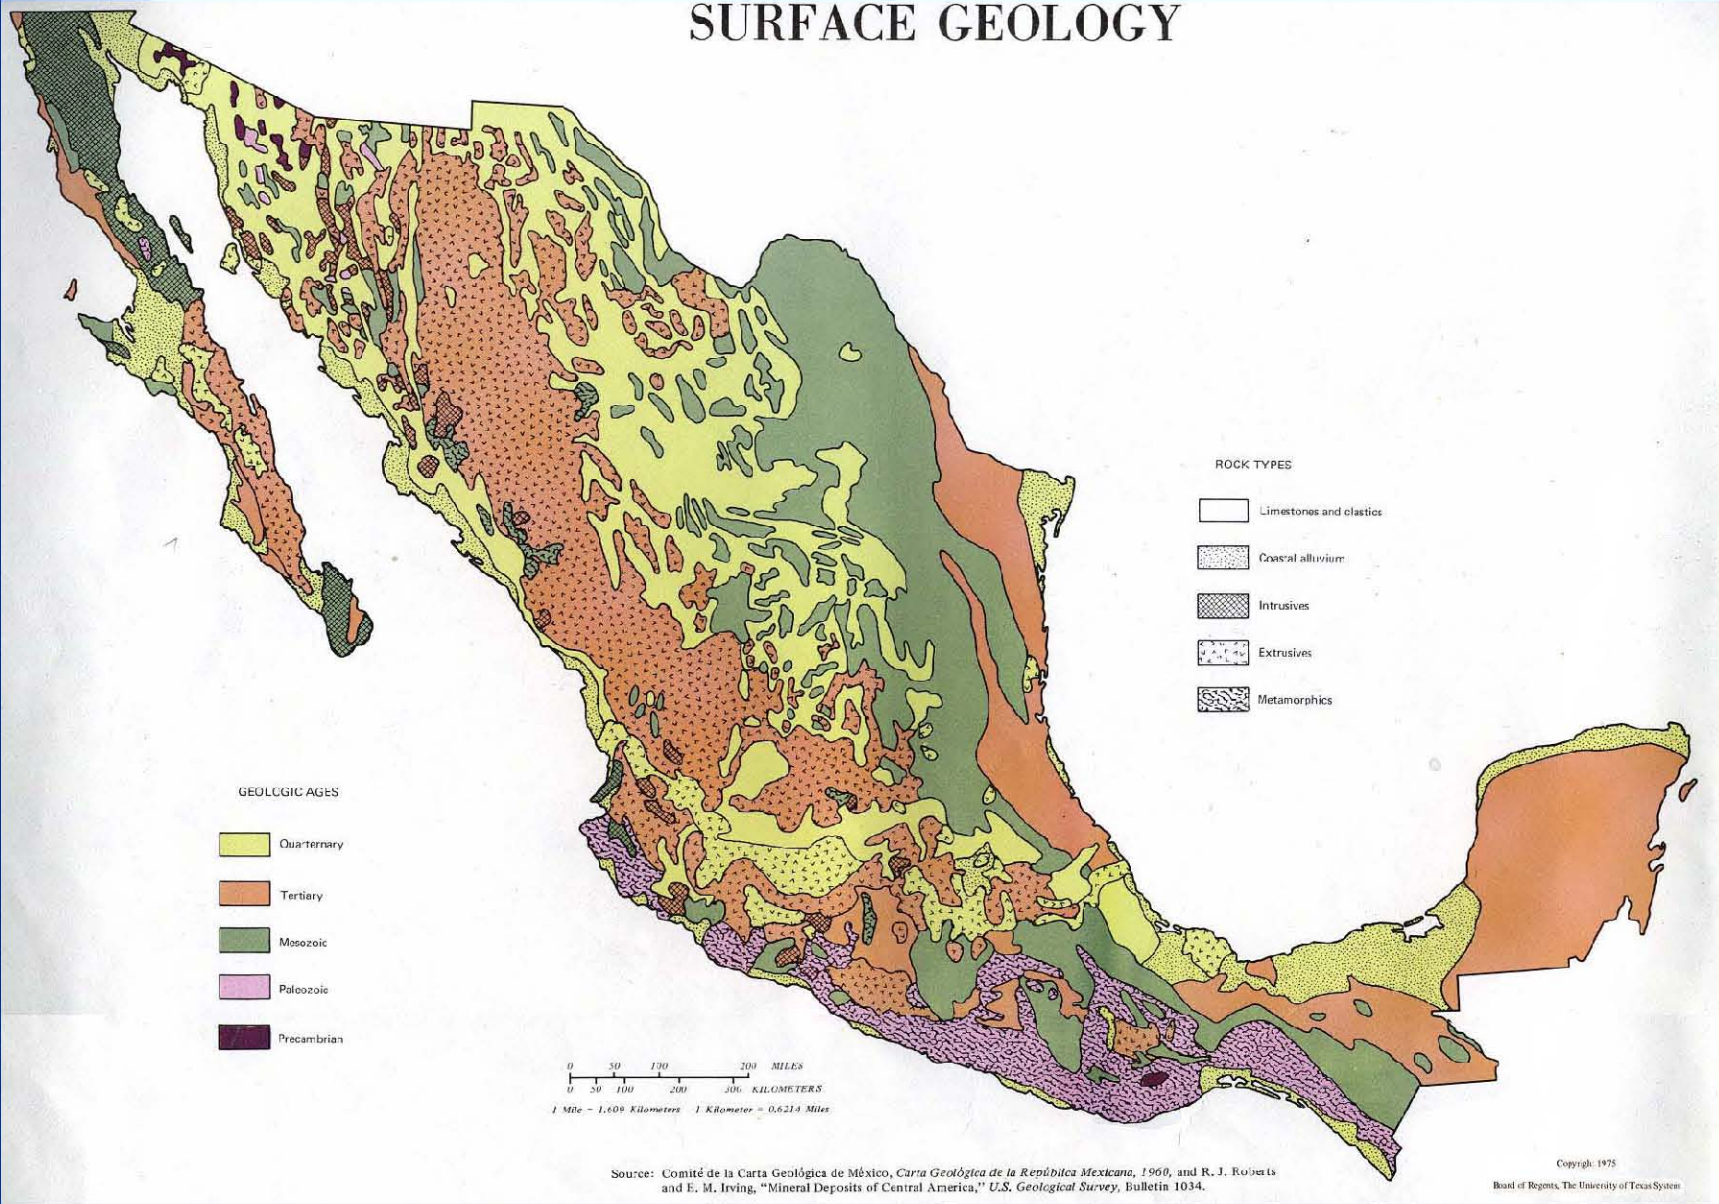 SURFACE GEOLOGY
ROCK TYPES
Limestones and clastics
Coastal alluvium
Intrusives
Extrusives
Metamorphics
GEOLOGIC AGES
Quarternary
Tertiary
Mesozoic
Paleozoic
Precambrian
0 50 100 200 MILES
0 50 100 200 300 KILOMETERS
1 Mile = 1.609 Kilometers 1 Kilometer = 0.6214 Miles
Source: Comité de la Carta Geológica de México, Carta Geológica de la República Mexicana, 1960, and R. J. Roberts
and E. M. Irving, "Mineral Deposits of Central America," U.S. Geological Survey, Bulletin 1034.
Copyright 1975
Board of Regents, The University of Texas System